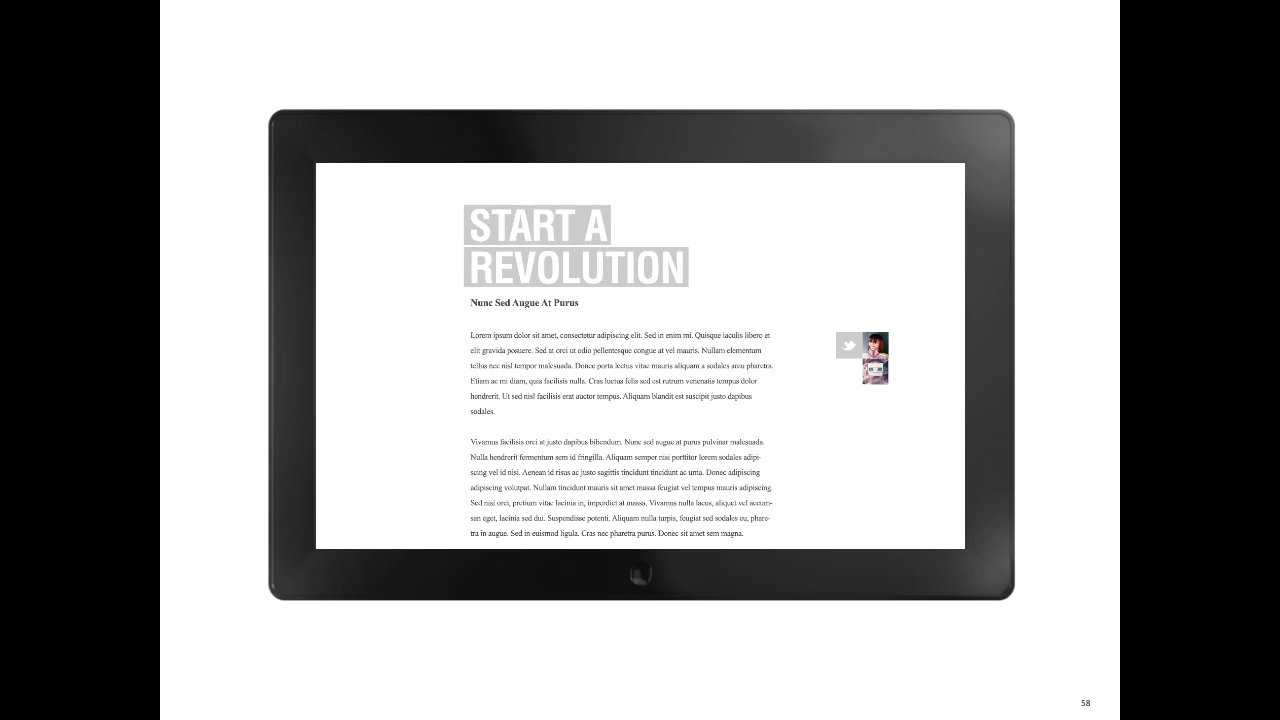 START A
REVOLUTION
Nunc Sed Augue At Purus
Lorem ipsum dolor sit amet, consectetur adipiscing elit. Sed in enim mi. Quisque iaculis libero et
elit gravida posuere. Sed at orci ut odio pellentesque congue at vel mauris. Nullam elementum
tellus nec nisl tempor malesuada. Donec porta lectus vitae mauris aliquam a sodales arcu pharetra.
Etiam ac mi diam, quis facilisis nulla. Cras luctus felis sed est rutrum venenatis tempus dolor
hendrerit. Ut sed nisl facilisis erat auctor tempus. Aliquam blandit est suscipit justo dapibus
sodales.
Vivamus facilisis orci at justo dapibus bibendum. Nunc sed augue at purus pulvinar malesuada.
Nulla hendrerit fermentum sem id fringilla. Aliquam semper nisi porttitor lorem sodales adipi-
scing vel id nisi. Aenean id risus ac justo sagittis tincidunt tincidunt ac urna. Donec adipiscing
adipiscing volutpat. Nullam tincidunt mauris sit amet massa feugiat vel tempus mauris adipiscing.
Sed nisi orci, pretium vitae lacinia in, imperdiet at massa. Vivamus nulla lacus, aliquet vel accum-
san eget, lacinia sed dui. Suspendisse potenti. Aliquam nulla turpis, feugiat sed sodales eu, phare-
tra in augue. Sed in euismod ligula. Cras nec pharetra purus. Donec sit amet sem magna.
58